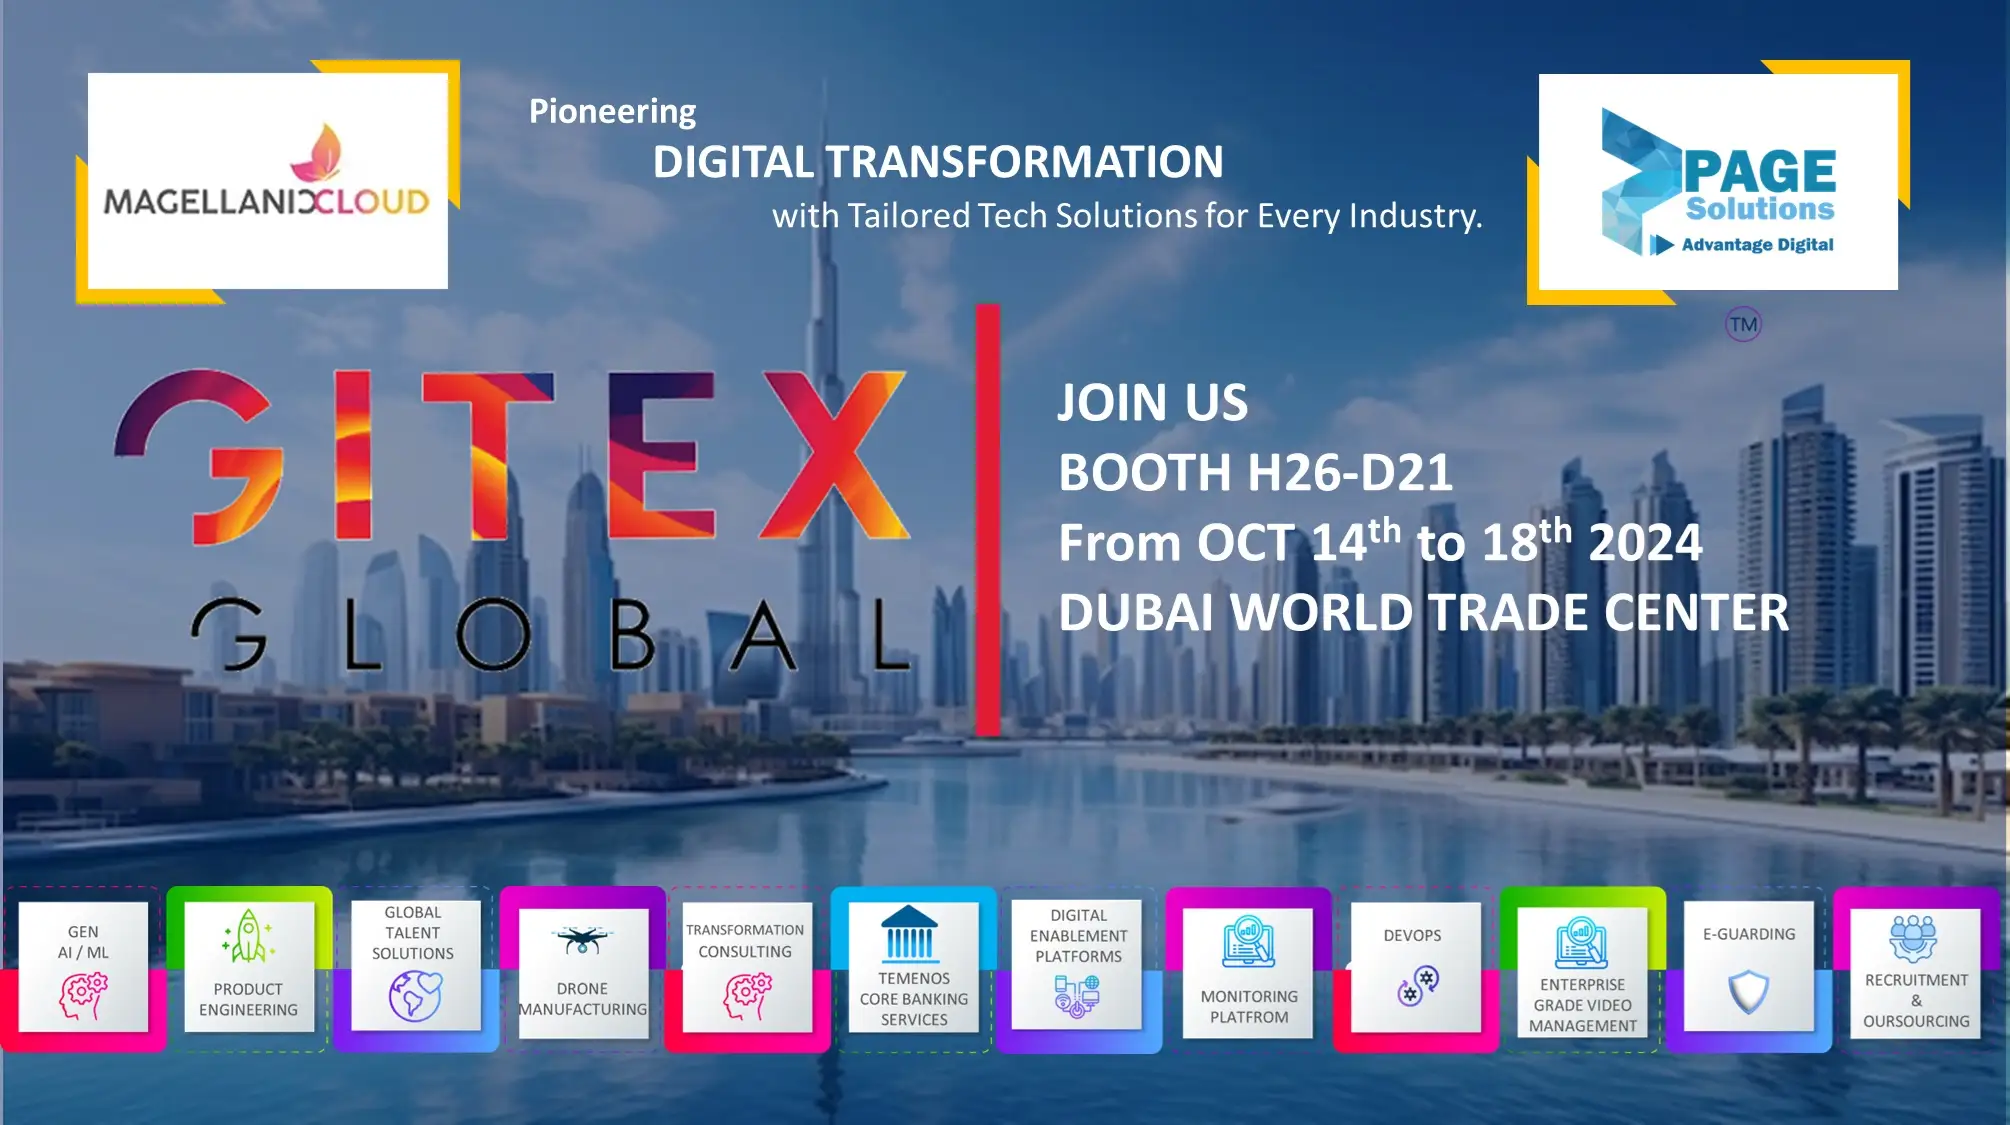 MAGELLANICCLOUD
Pioneering
DIGITAL TRANSFORMATION
with Tailored Tech Solutions for Every Industry.
PAGE
Solutions
Advantage Digital
TM
GITEX
GLOBAL
JOIN US
BOOTH H26-D21
From OCT 14th to 18th 2024
DUBAI WORLD TRADE CENTER
GEN
AI / ML
PRODUCT
ENGINEERING
GLOBAL
TALENT
SOLUTIONS
DRONE
MANUFACTURING
TRANSFORMATION
CONSULTING
TEMENOS
CORE BANKING
SERVICES
DIGITAL
ENABLEMENT
PLATFORMS
MONITORING
PLATFROM
DEVOPS
ENTERPRISE
GRADE VIDEO
MANAGEMENT
E-GUARDING
RECRUITMENT
&
OURSOURCING